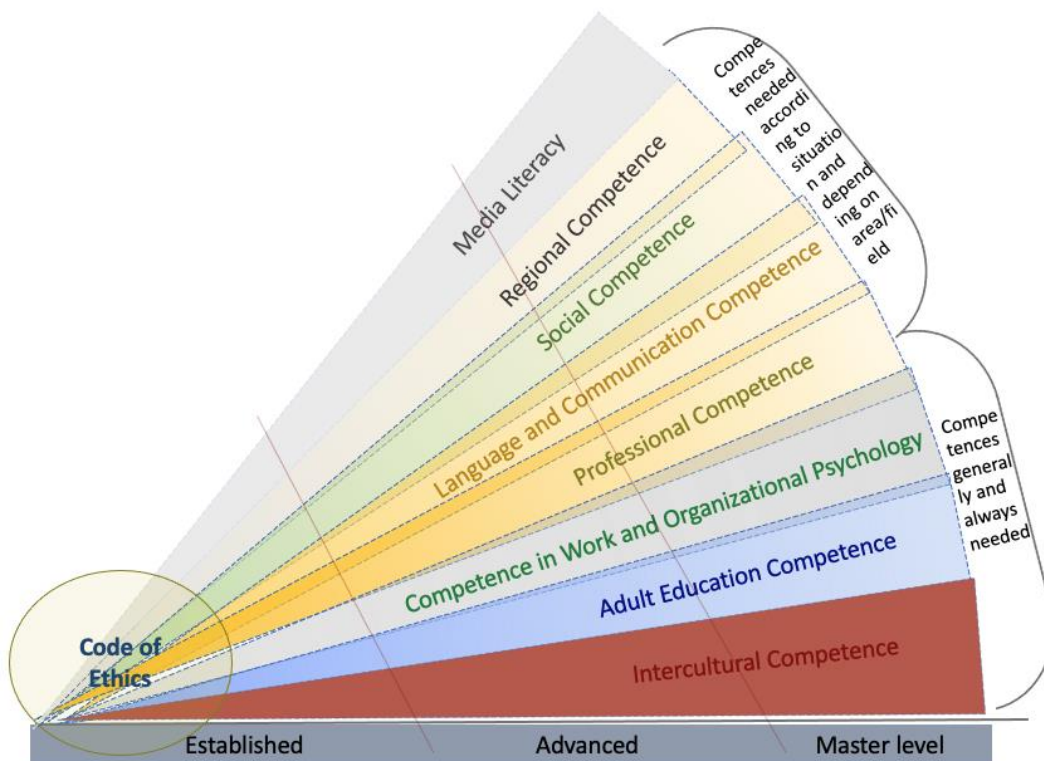 Compe
tences
needed
accordi
ng to
situatio
n and
depend
ing on
area/fi
eld
Media Literacy
Regional Competence
Social Competence
Language and Communication Competence
Professional Competence
Competence in Work and Organizational Psychology
Adult Education Competence
Intercultural Competence
Compe
tences
general
ly and
always
needed
Code of
Ethics
Established
Advanced
Master level